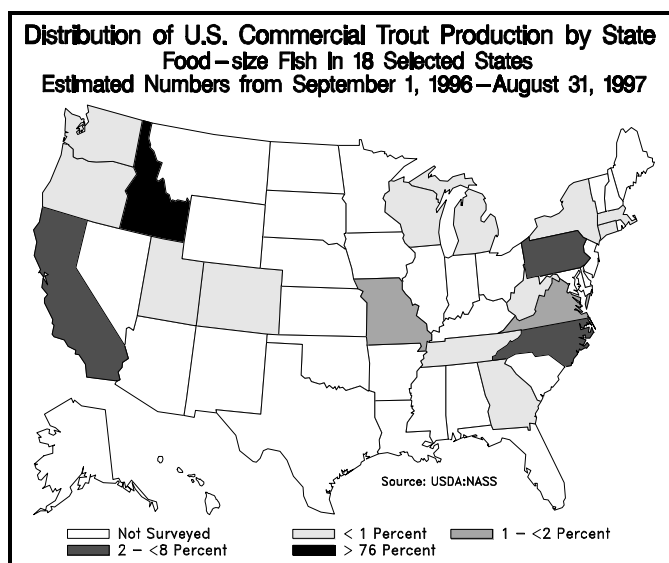 Distribution of U.S. Commercial Trout Production by State
Food-size Fish in 18 Selected States
Estimated Numbers from September 1, 1996-August 31, 1997
Source: USDA:NASS
Not Surveyed
< 1 Percent
1 - <2 Percent
2 - <8 Percent
> 76 Percent